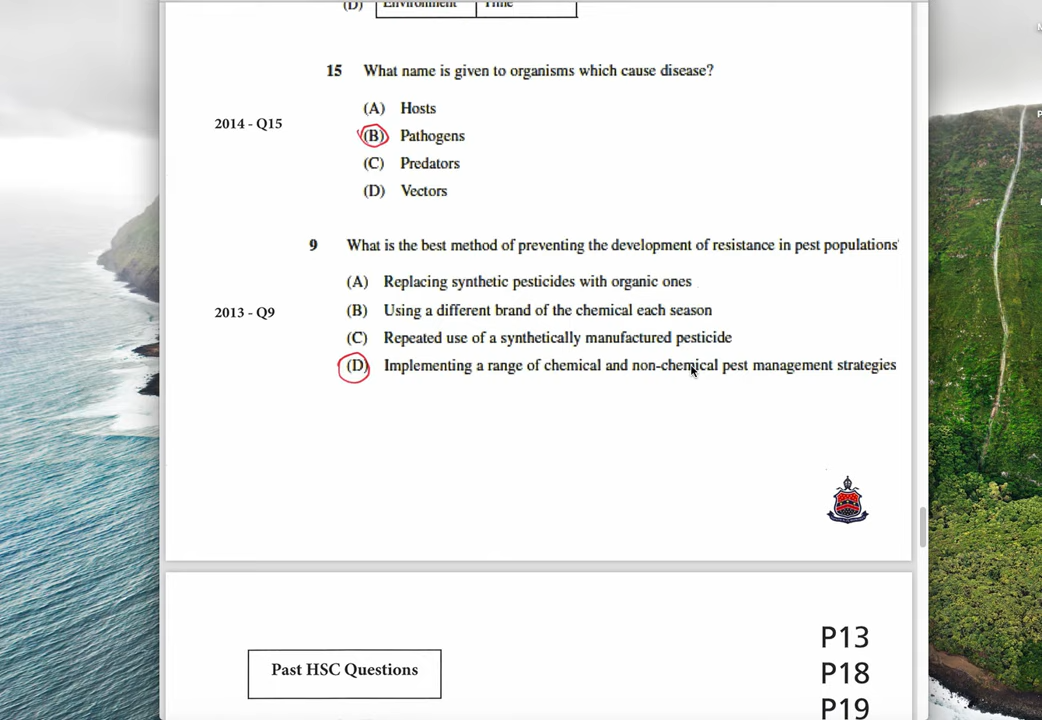 (D) Environment Time
15 What name is given to organisms which cause disease?
(A) Hosts
2014 - Q15
(B) Pathogens
(C) Predators
(D) Vectors
9 What is the best method of preventing the development of resistance in pest populations
(A) Replacing synthetic pesticides with organic ones
2013 - Q9
(B) Using a different brand of the chemical each season
(C) Repeated use of a synthetically manufactured pesticide
(D) Implementing a range of chemical and non-chemical pest management strategies
P13
Past HSC Questions
P18
P19